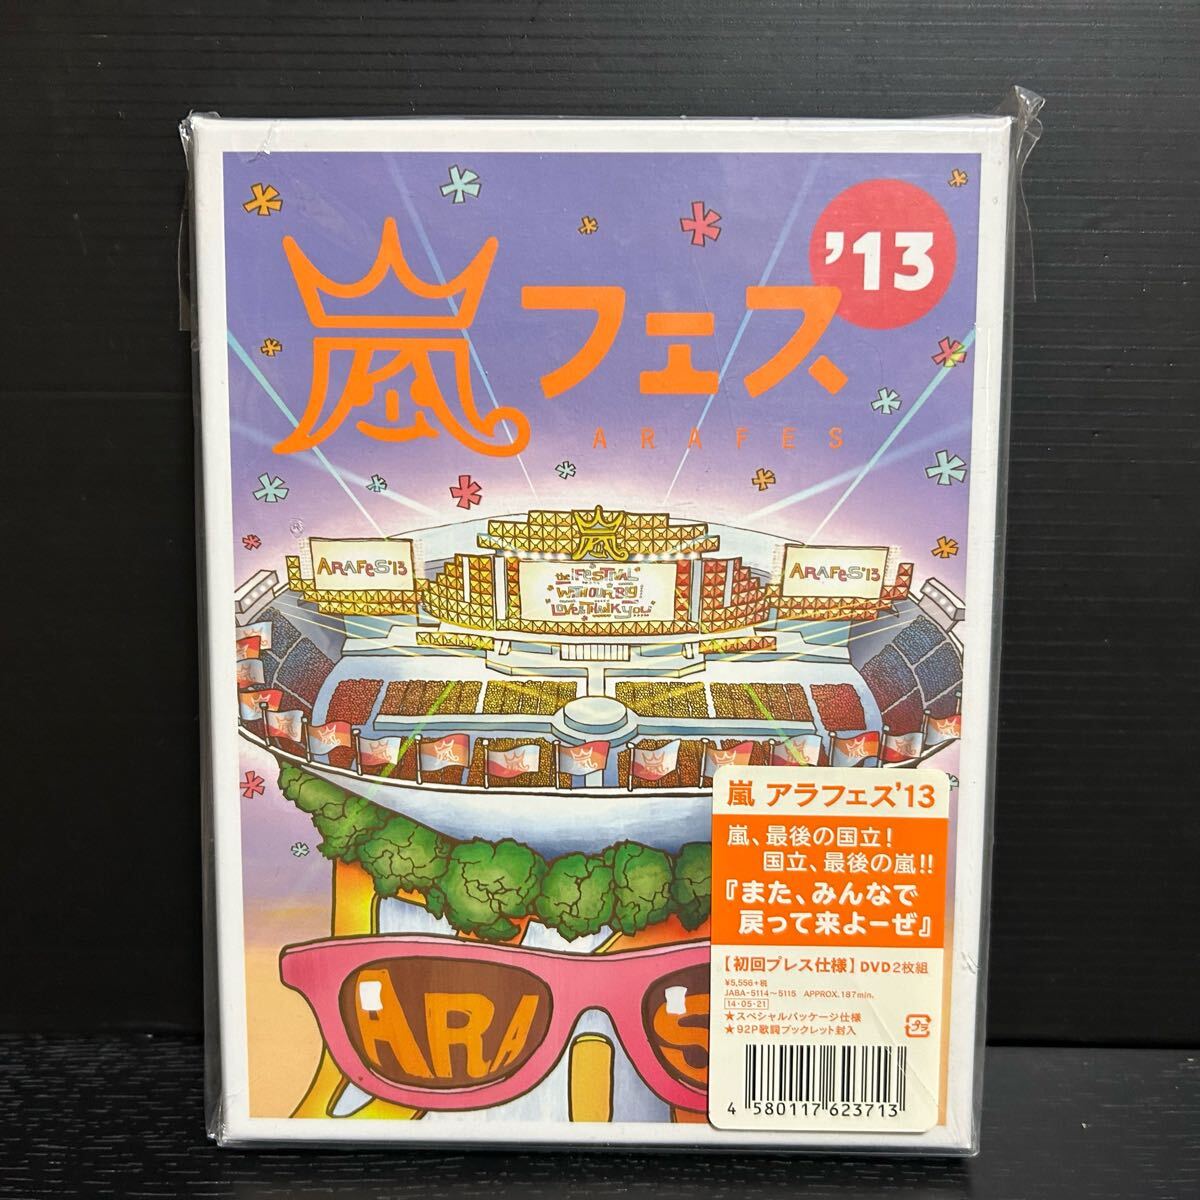 '13
嵐フェス
ARAFES
嵐
ARAFES'13
the FESTIVAL
WITH OUR BIG
LOVE & THANK YOU
ARAFES'13
嵐 アラフェス'13
嵐、最後の国立!
国立、最後の嵐!!
『また、みんなで
戻って来よーぜ』
【初回プレス仕様】DVD2枚組
¥5,556+税
JABA-5114〜5115 APPROX.187min.
14・05・21
★スペシャルパッケージ仕様
★92P歌詞ブックレット封入
ARA S
4 580117 623713